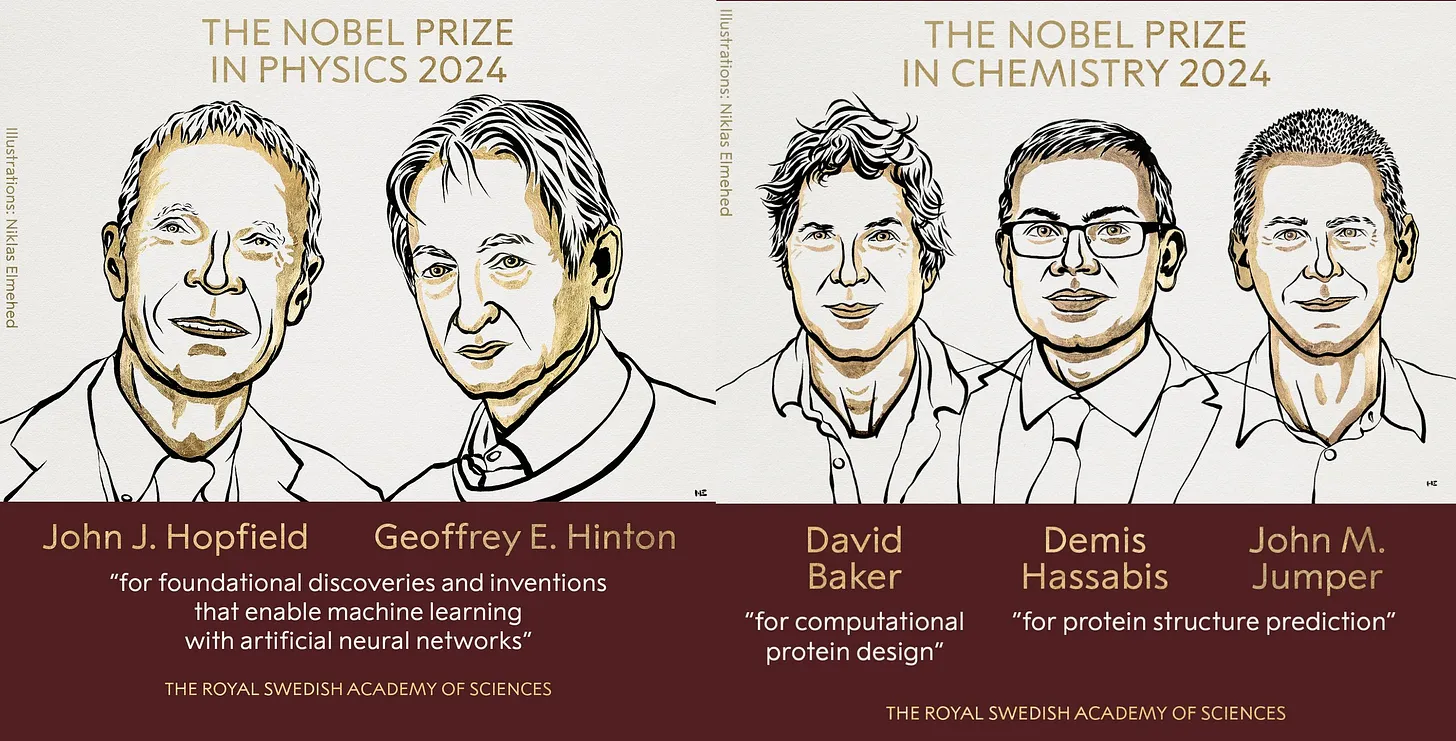 THE NOBEL PRIZE
IN PHYSICS 2024
Illustrations: Niklas Elmehed
NE
John J. Hopfield
Geoffrey E. Hinton
“for foundational discoveries and inventions
that enable machine learning
with artificial neural networks”
THE ROYAL SWEDISH ACADEMY OF SCIENCES
Illustrations: Niklas Elmehed
THE NOBEL PRIZE
IN CHEMISTRY 2024
NE
David
Baker
“for computational
protein design”
Demis
Hassabis
John M.
Jumper
“for protein structure prediction”
THE ROYAL SWEDISH ACADEMY OF SCIENCES